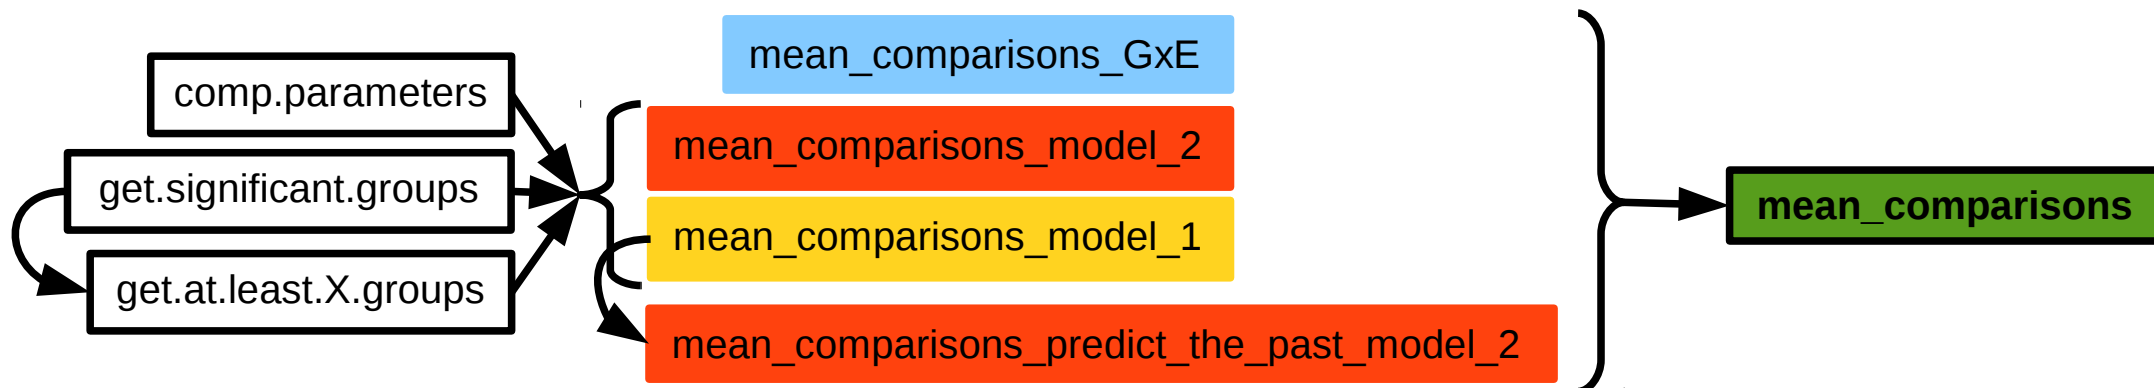 comp.parameters
get.significant.groups
get.at.least.X.groups
mean_comparisons_GxE
mean_comparisons_model_2
mean_comparisons_model_1
mean_comparisons_predict_the_past_model_2
mean_comparisons